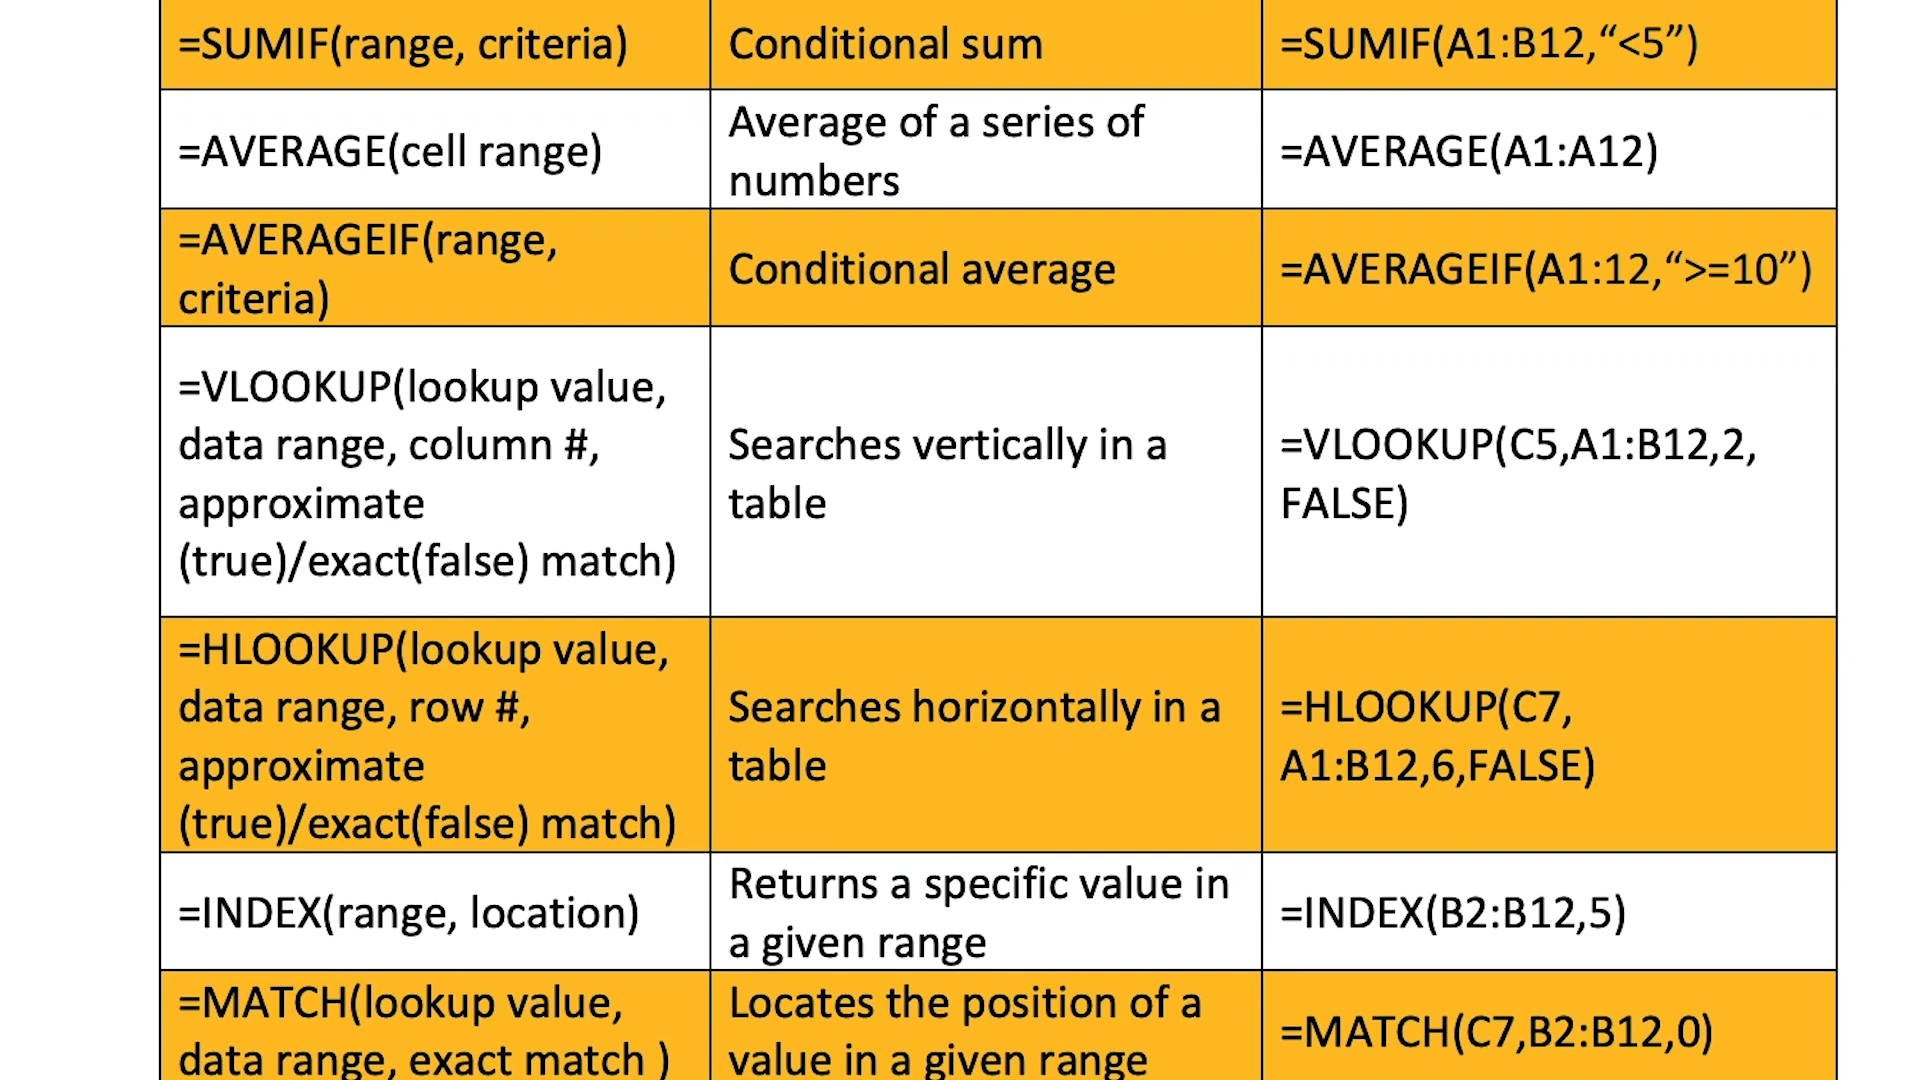 =SUMIF(range, criteria)
Conditional sum
=SUMIF(A1:B12,“<5”)
=AVERAGE(cell range)
Average of a series of
numbers
=AVERAGE(A1:A12)
=AVERAGEIF(range,
criteria)
Conditional average
=AVERAGEIF(A1:12,“>=10”)
=VLOOKUP(lookup value,
data range, column #,
approximate
(true)/exact(false) match)
Searches vertically in a
table
=VLOOKUP(C5,A1:B12,2,
FALSE)
=HLOOKUP(lookup value,
data range, row #,
approximate
(true)/exact(false) match)
Searches horizontally in a
table
=HLOOKUP(C7,
A1:B12,6,FALSE)
=INDEX(range, location)
Returns a specific value in
a given range
=INDEX(B2:B12,5)
=MATCH(lookup value,
data range, exact match )
Locates the position of a
value in a given range
=MATCH(C7,B2:B12,0)